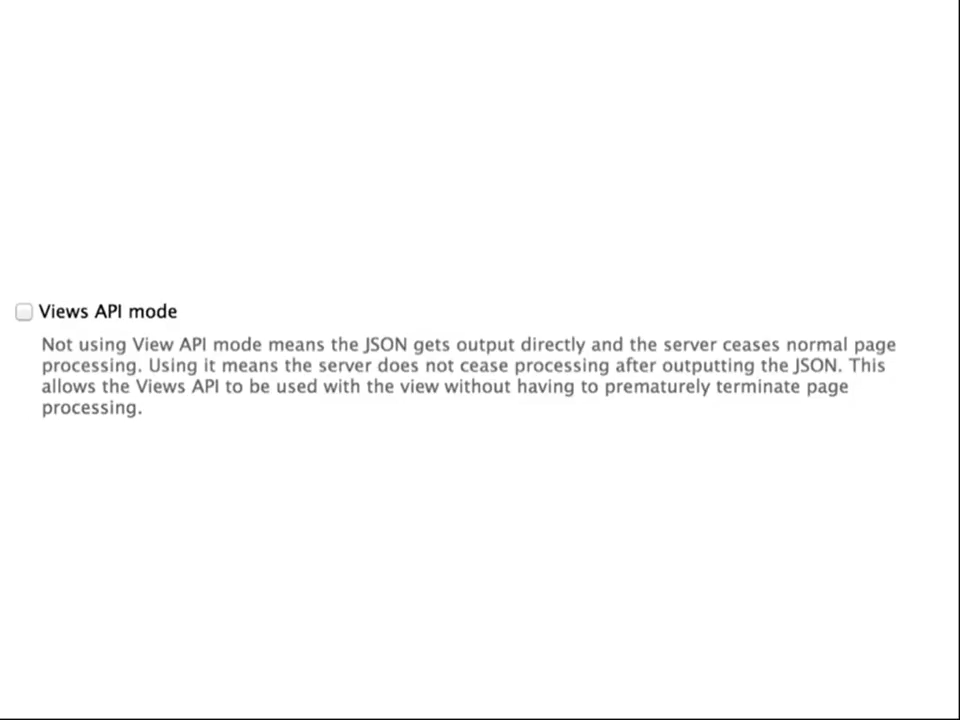 Views API mode
Not using View API mode means the JSON gets output directly and the server ceases normal page
processing. Using it means the server does not cease processing after outputting the JSON. This
allows the Views API to be used with the view without having to prematurely terminate page
processing.